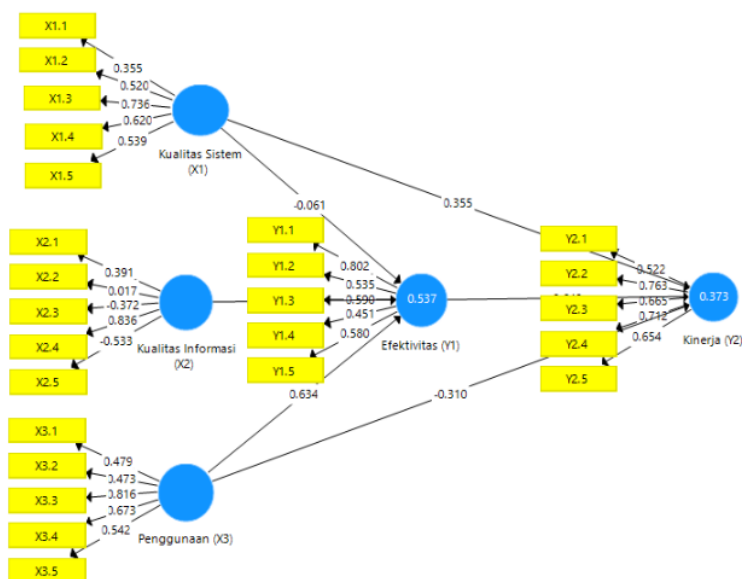 X1.1
X1.2
X1.3
X1.4
X1.5
0.355
0.520
0.736
0.620
0.539
Kualitas Sistem
(X1)
-0.061
0.355
X2.1
X2.2
X2.3
X2.4
X2.5
0.391
0.017
-0.372
0.836
-0.533
Kualitas Informasi
(X2)
Y1.1
Y1.2
Y1.3
Y1.4
Y1.5
0.802
0.535
0.590
0.451
0.580
0.537
Efektivitas (Y1)
Y2.1
Y2.2
Y2.3
Y2.4
Y2.5
0.522
0.763
0.665
0.712
0.654
0.373
Kinerja (Y2)
0.634
-0.310
X3.1
X3.2
X3.3
X3.4
X3.5
0.479
0.473
0.816
0.673
0.542
Penggunaan (X3)